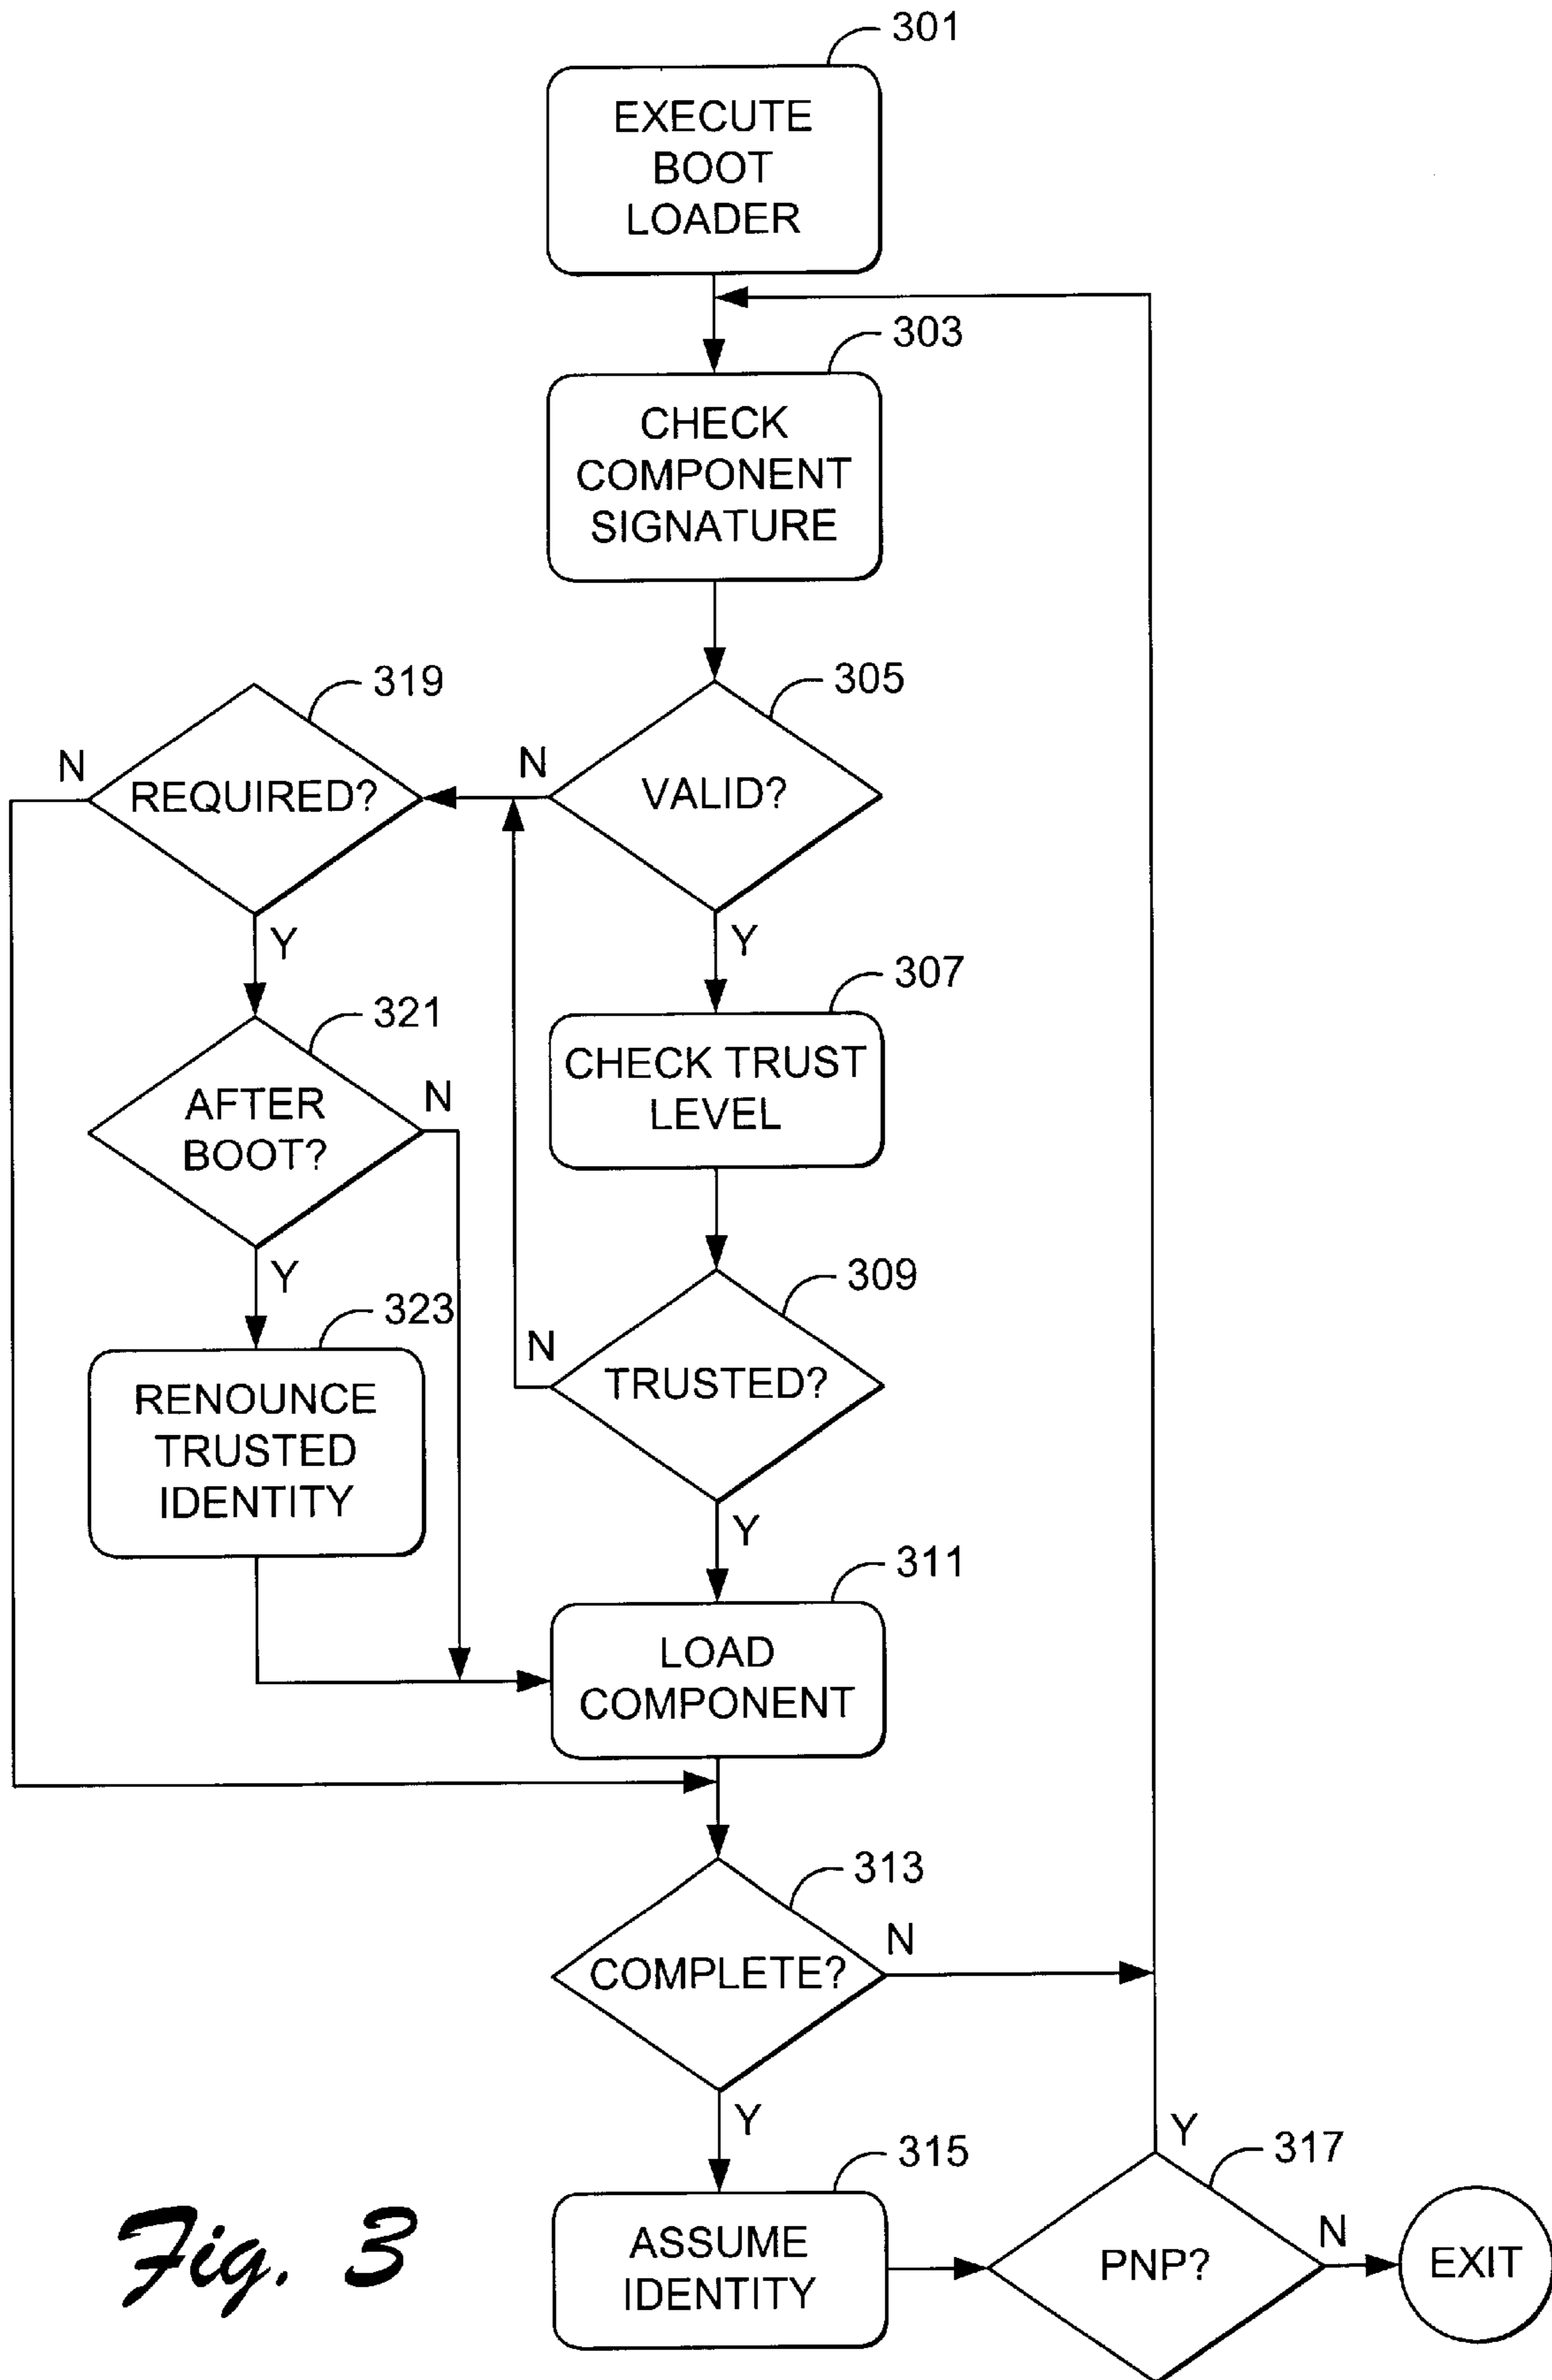 301
EXECUTE
BOOT
LOADER
303
CHECK
COMPONENT
SIGNATURE
319
305
N
REQUIRED?
N
VALID?
Y
Y
307
321
CHECK TRUST
LEVEL
AFTER
BOOT?
N
Y
309
323
N
TRUSTED?
RENOUNCE
TRUSTED
IDENTITY
Y
311
LOAD
COMPONENT
313
N
COMPLETE?
Y
Y
317
315
ASSUME
IDENTITY
PNP?
N
EXIT
Fig. 3